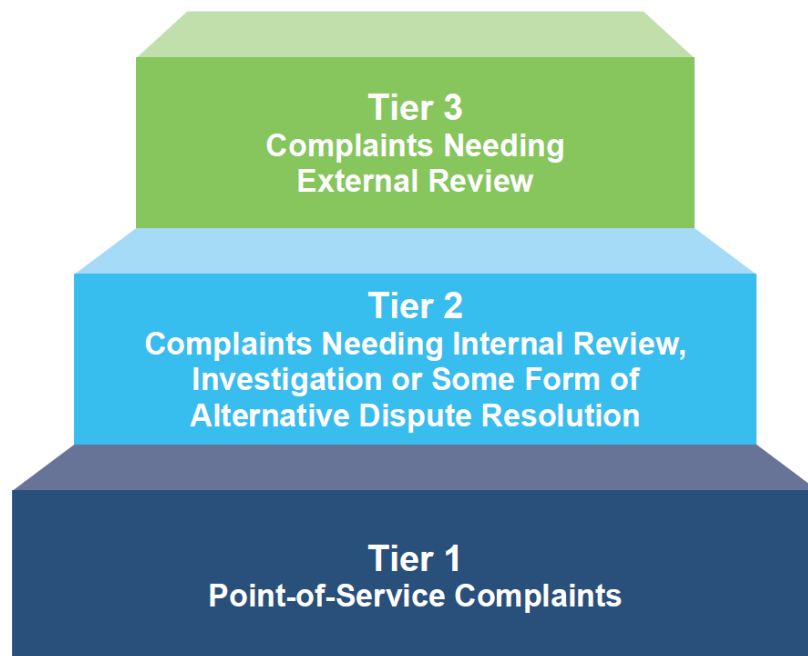 Tier 3
Complaints Needing
External Review
Tier 2
Complaints Needing Internal Review,
Investigation or Some Form of
Alternative Dispute Resolution
Tier 1
Point-of-Service Complaints